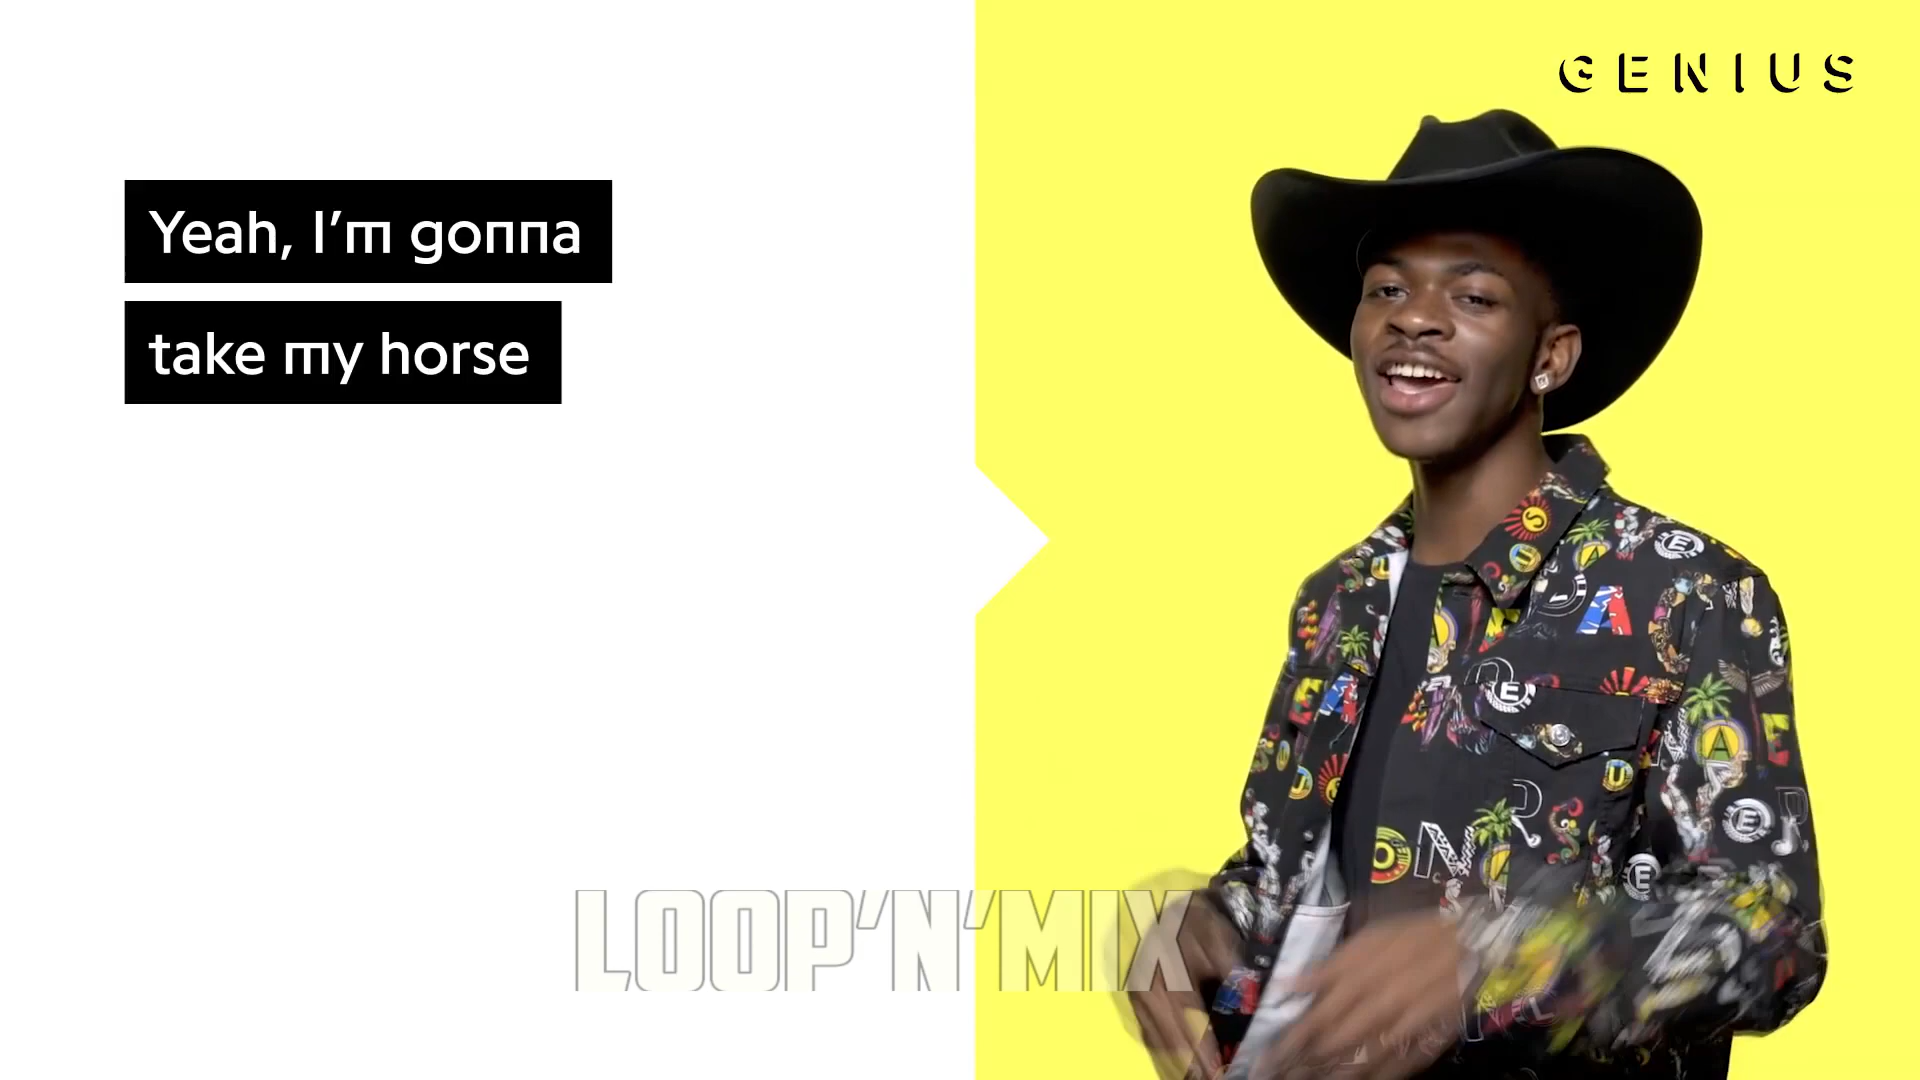 GENIUS
Yeah, I’m gonna
take my horse
LOOP’N’MIX